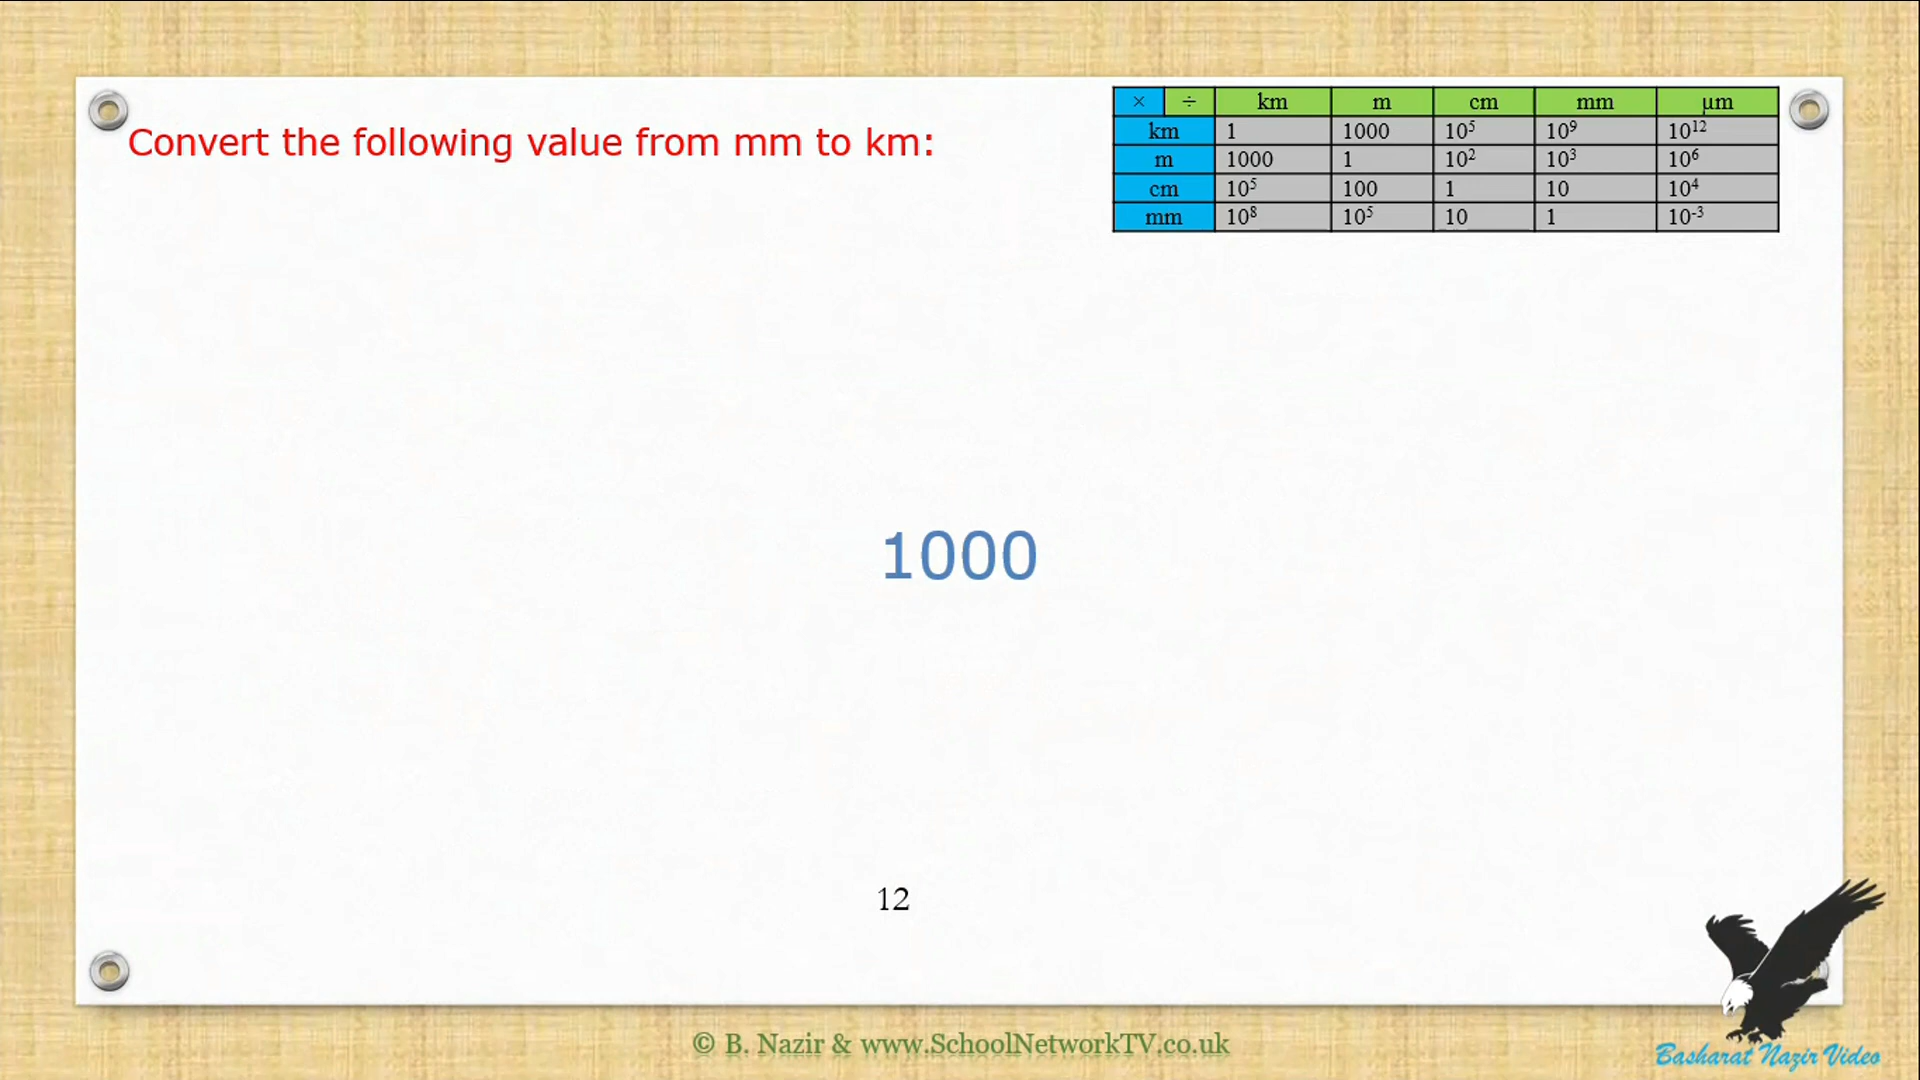 Convert the following value from mm to km:
× ÷ km m cm mm µm
km 1 1000 10⁵ 10⁹ 10¹²
m 1000 1 10² 10³ 10⁶
cm 10⁵ 100 1 10 10⁴
mm 10⁸ 10⁵ 10 1 10⁻³
1000
12
© B. Nazir & www.SchoolNetworkTV.co.uk
Basharat Nazir Video